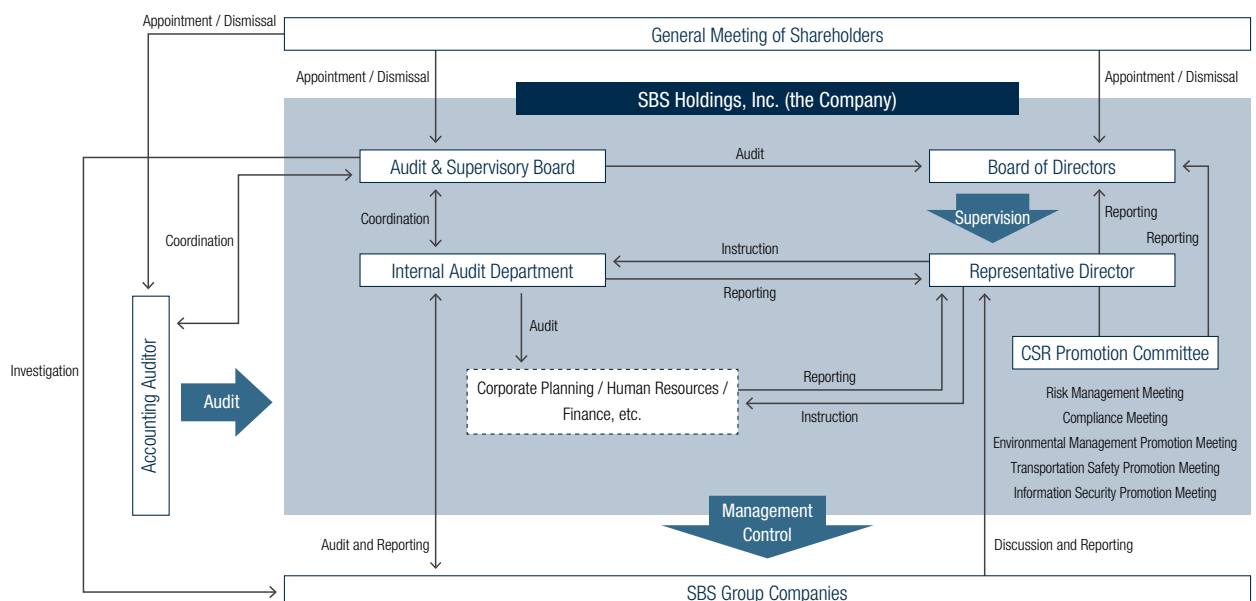 Appointment / Dismissal
General Meeting of Shareholders
Appointment / Dismissal
Appointment / Dismissal
SBS Holdings, Inc. (the Company)
Audit & Supervisory Board
Audit
Board of Directors
Coordination
Supervision
Reporting
Coordination
Reporting
Instruction
Internal Audit Department
Representative Director
Reporting
Audit
Accounting Auditor
CSR Promotion Committee
Investigation
Audit
Corporate Planning / Human Resources /
Finance, etc.
Reporting
Instruction
Risk Management Meeting
Compliance Meeting
Environmental Management Promotion Meeting
Transportation Safety Promotion Meeting
Information Security Promotion Meeting
Management
Control
Audit and Reporting
Discussion and Reporting
SBS Group Companies